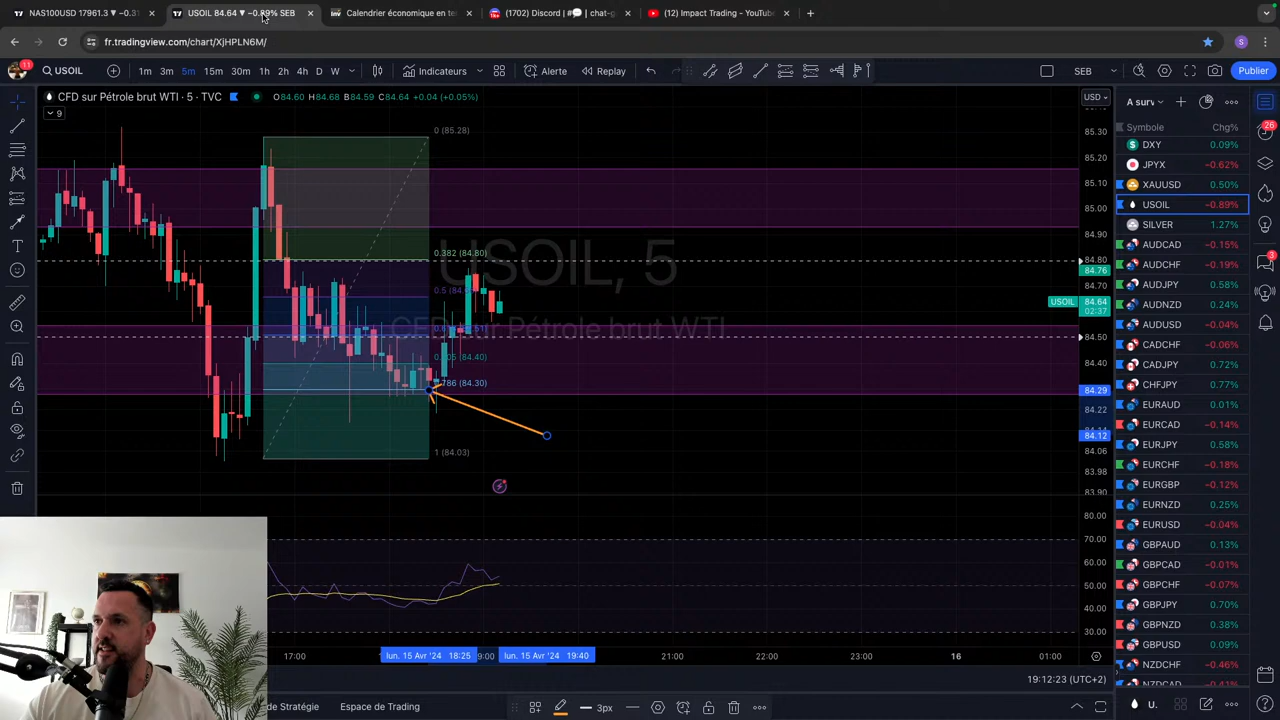 NAS100USD 17961.3 ▼ −0.31
USOIL 84.64 ▼ −0.89% SEB
Calendrier économique en te
(1702) Discord | #💬 | chat-g
(12) Impact Trading - YouTube
fr.tradingview.com/chart/XjHPLN6M/
11
USOIL
1m 3m 5m 15m 30m 1h 2h 4h D W
Indicateurs
Alerte
Replay
SEB
Publier
CFD sur Pétrole brut WTI · 5 · TVC
O84.60 H84.68 B84.59 C84.64 +0.04 (+0.05%)
9
USD
USOIL, 5
CFD sur Pétrole brut WTI
0 (85.28)
0.382 (84.80)
0.5 (84.
786 (84.30)
1 (84.03)
85.30
85.20
85.10
85.00
84.90
84.80
84.76
84.70
USOIL 84.64
02:37
84.50
84.40
84.29
84.22
84.12
84.06
83.98
83.90
80.00
70.00
60.00
50.00
40.00
30.00
17:00
lun. 15 Avr '24 18:25
9:00
lun. 15 Avr '24 19:40
21:00
22:00
23:00
16
01:00
19:12:23 (UTC+2)
de Stratégie
Espace de Trading
3px
A surv
Symbole Chg%
DXY 0.09%
JPYX −0.62%
XAUUSD 0.50%
USOIL −0.89%
SILVER 1.27%
AUDCAD −0.15%
AUDCHF −0.19%
AUDJPY 0.58%
AUDNZD 0.24%
AUDUSD −0.04%
CADCHF −0.06%
CADJPY 0.72%
CHFJPY 0.77%
EURAUD 0.01%
EURCAD −0.14%
EURJPY 0.58%
EURCHF −0.18%
EURGBP −0.12%
EURNZD 0.25%
EURUSD −0.04%
GBPAUD 0.13%
GBPCAD −0.01%
GBPCHF −0.07%
GBPJPY 0.70%
GBPNZD 0.38%
GBPUSD 0.09%
NZDCHF −0.46%
NZDCAD −0.41%
U.
26
3